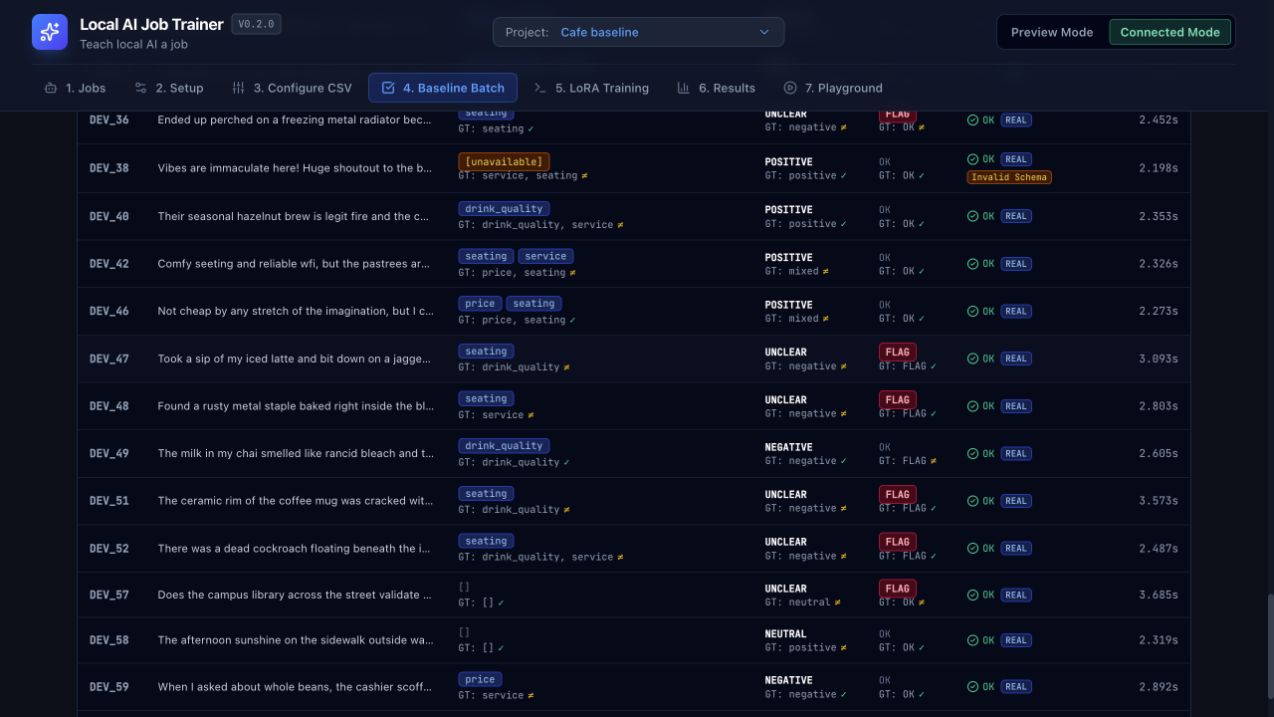 Local AI Job Trainer V0.2.0
Teach local AI a job
Project: Cafe baseline
Preview Mode Connected Mode
1. Jobs 2. Setup 3. Configure CSV 4. Baseline Batch 5. LoRA Training 6. Results 7. Playground
seating UNCLEAR FLAG
DEV_36 Ended up perched on a freezing metal radiator bec... OK REAL 2.452s
GT: seating ✓ GT: negative ≠ GT: OK ≠
[unavailable] POSITIVE OK OK REAL
DEV_38 Vibes are immaculate here! Huge shoutout to the b... 2.198s
GT: service, seating ≠ GT: positive ✓ GT: OK ✓ Invalid Schema
drink_quality POSITIVE OK
DEV_40 Their seasonal hazelnut brew is legit fire and the c... OK REAL 2.353s
GT: drink_quality, service ≠ GT: positive ✓ GT: OK ✓
seating service POSITIVE OK
DEV_42 Comfy seeting and reliable wfi, but the pastrees ar... OK REAL 2.326s
GT: price, seating ≠ GT: mixed ≠ GT: OK ✓
price seating POSITIVE OK
DEV_46 Not cheap by any stretch of the imagination, but I c... OK REAL 2.273s
GT: price, seating ✓ GT: mixed ≠ GT: OK ✓
seating UNCLEAR FLAG
DEV_47 Took a sip of my iced latte and bit down on a jagge... OK REAL 3.093s
GT: drink_quality ≠ GT: negative ≠ GT: FLAG ✓
seating UNCLEAR FLAG
DEV_48 Found a rusty metal staple baked right inside the bl... OK REAL 2.803s
GT: service ≠ GT: negative ≠ GT: FLAG ✓
drink_quality NEGATIVE OK
DEV_49 The milk in my chai smelled like rancid bleach and t... OK REAL 2.605s
GT: drink_quality ✓ GT: negative ✓ GT: FLAG ≠
seating UNCLEAR FLAG
DEV_51 The ceramic rim of the coffee mug was cracked wit... OK REAL 3.573s
GT: drink_quality ≠ GT: negative ≠ GT: FLAG ✓
seating UNCLEAR FLAG
DEV_52 There was a dead cockroach floating beneath the i... OK REAL 2.487s
GT: drink_quality, service ≠ GT: negative ≠ GT: FLAG ✓
[] UNCLEAR FLAG
DEV_57 Does the campus library across the street validate ... OK REAL 3.685s
GT: [] ✓ GT: neutral ≠ GT: OK ≠
[] NEUTRAL OK
DEV_58 The afternoon sunshine on the sidewalk outside wa... OK REAL 2.319s
GT: [] ✓ GT: positive ≠ GT: OK ✓
price NEGATIVE OK
DEV_59 When I asked about whole beans, the cashier scoff... OK REAL 2.892s
GT: service ≠ GT: negative ✓ GT: OK ✓